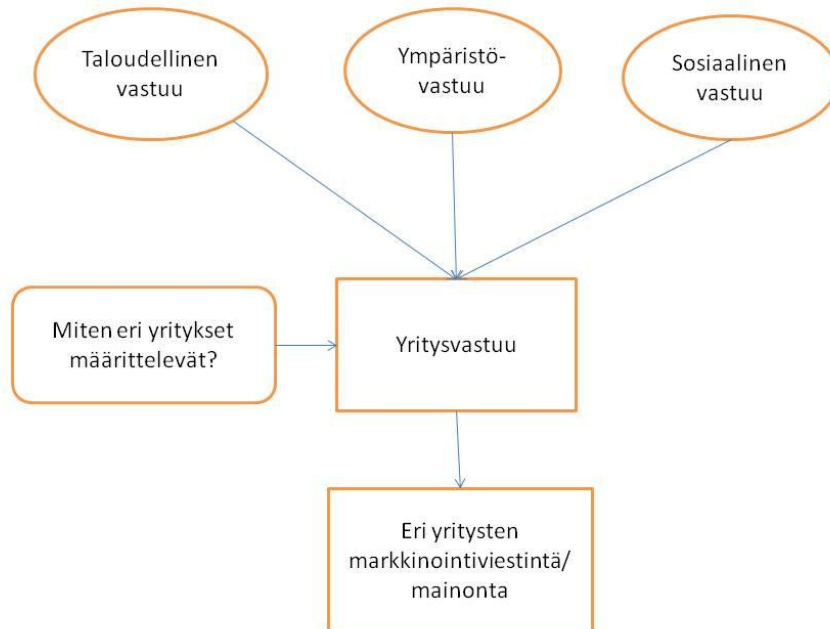 Taloudellinen
vastuu
Ympäristö-
vastuu
Sosiaalinen
vastuu
Miten eri yritykset
määrittelevät?
Yritysvastuu
Eri yritysten
markkinointiviestintä/
mainonta